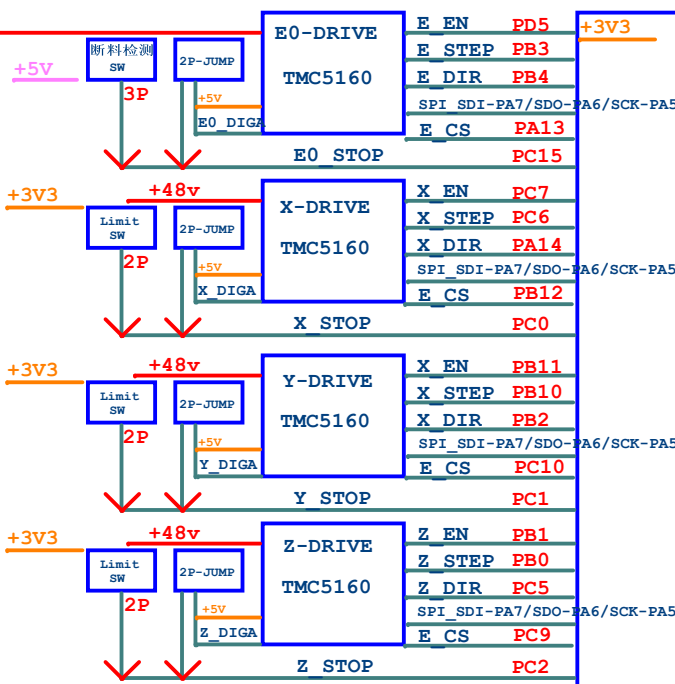 E0-DRIVE
TMC5160
E_EN PD5
+3V3
E_STEP PB3
E_DIR PB4
SPI_SDI-PA7/SDO-PA6/SCK-PA5
E_CS PA13
断料检测
SW
3P
+5V
2P-JUMP
+5V
E0_DIGA
E0_STOP PC15
+3V3
+48v
Limit
SW
2P
2P-JUMP
+5V
X_DIGA
X-DRIVE
TMC5160
X_EN PC7
X_STEP PC6
X_DIR PA14
SPI_SDI-PA7/SDO-PA6/SCK-PA5
E_CS PB12
X_STOP PC0
+3V3
+48v
Limit
SW
2P
2P-JUMP
+5V
Y_DIGA
Y-DRIVE
TMC5160
X_EN PB11
X_STEP PB10
X_DIR PB2
SPI_SDI-PA7/SDO-PA6/SCK-PA5
E_CS PC10
Y_STOP PC1
+3V3
+48v
Limit
SW
2P
2P-JUMP
+5V
Z_DIGA
Z-DRIVE
TMC5160
Z_EN PB1
Z_STEP PB0
Z_DIR PC5
SPI_SDI-PA7/SDO-PA6/SCK-PA5
E_CS PC9
Z_STOP PC2